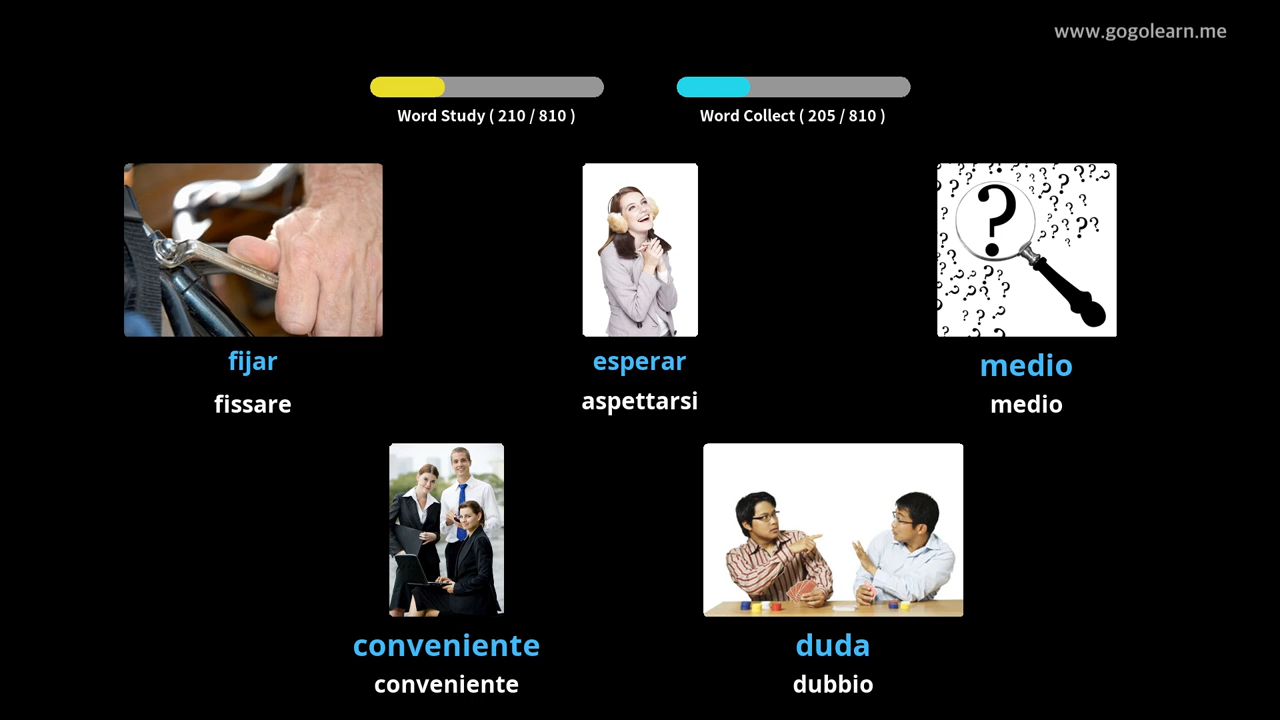 www.gogolearn.me
Word Study ( 210 / 810 )
Word Collect ( 205 / 810 )
fijar
esperar
medio
fissare
aspettarsi
medio
conveniente
duda
conveniente
dubbio